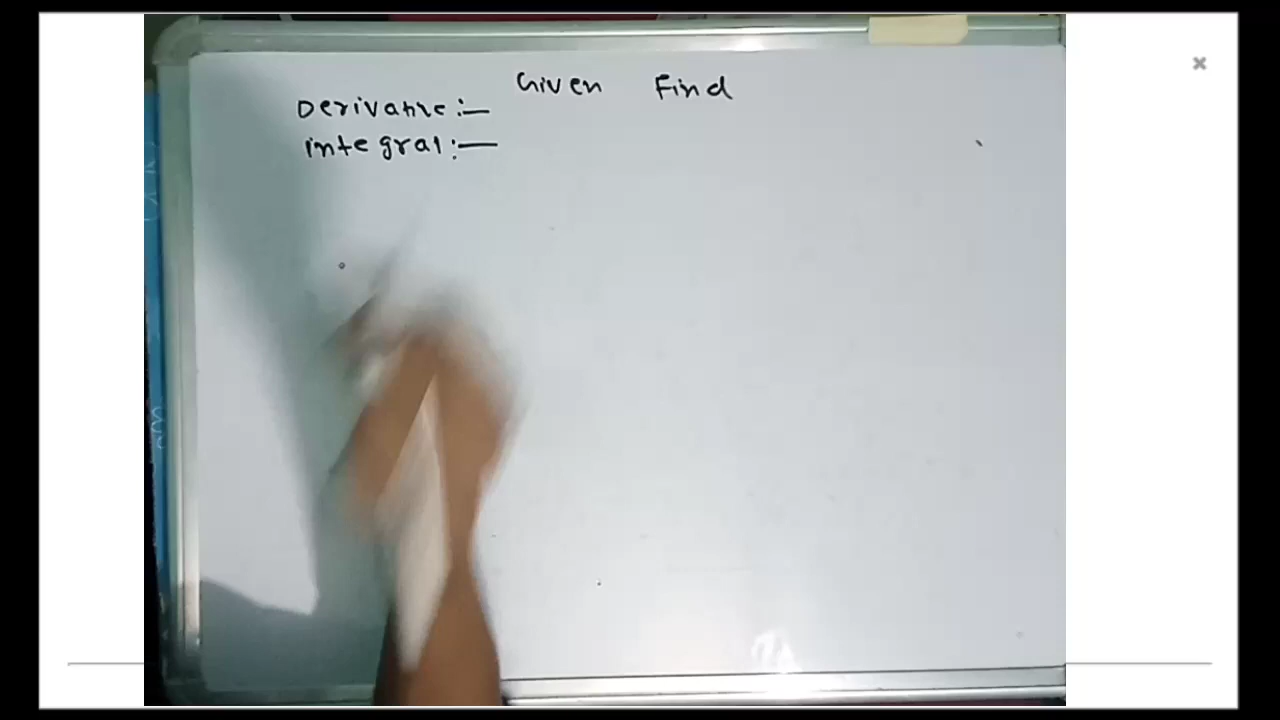 Given Find
Derivative:—
integral:—